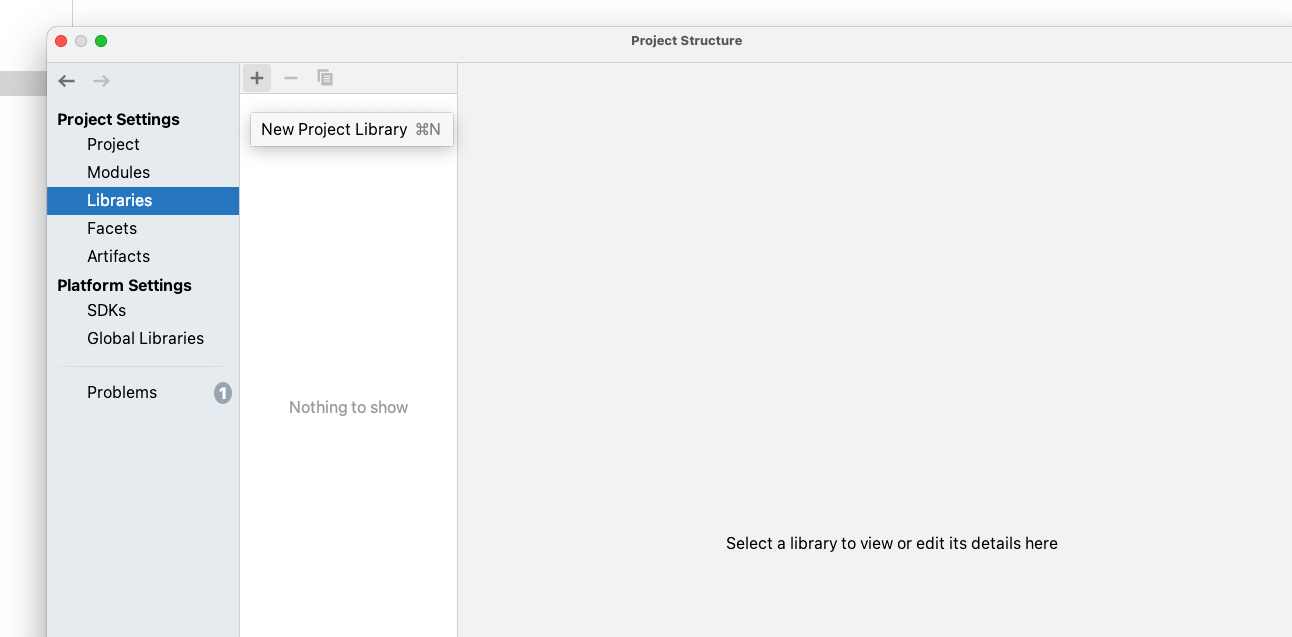 Project Structure
Project Settings
Project
Modules
Libraries
Facets
Artifacts
Platform Settings
SDKs
Global Libraries
Problems
1
New Project Library ⌘N
Nothing to show
Select a library to view or edit its details here